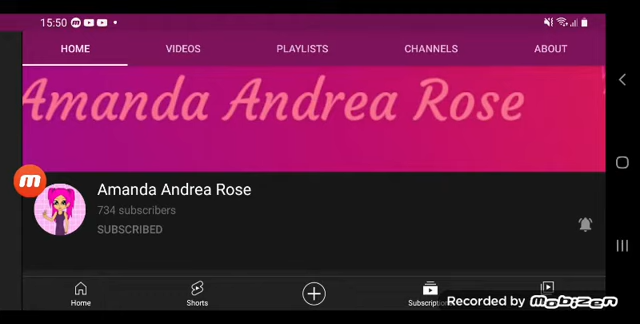 15:50
HOME VIDEOS PLAYLISTS CHANNELS ABOUT
Amanda Andrea Rose
Amanda Andrea Rose
734 subscribers
SUBSCRIBED
Home Shorts
Recorded by Mobizen